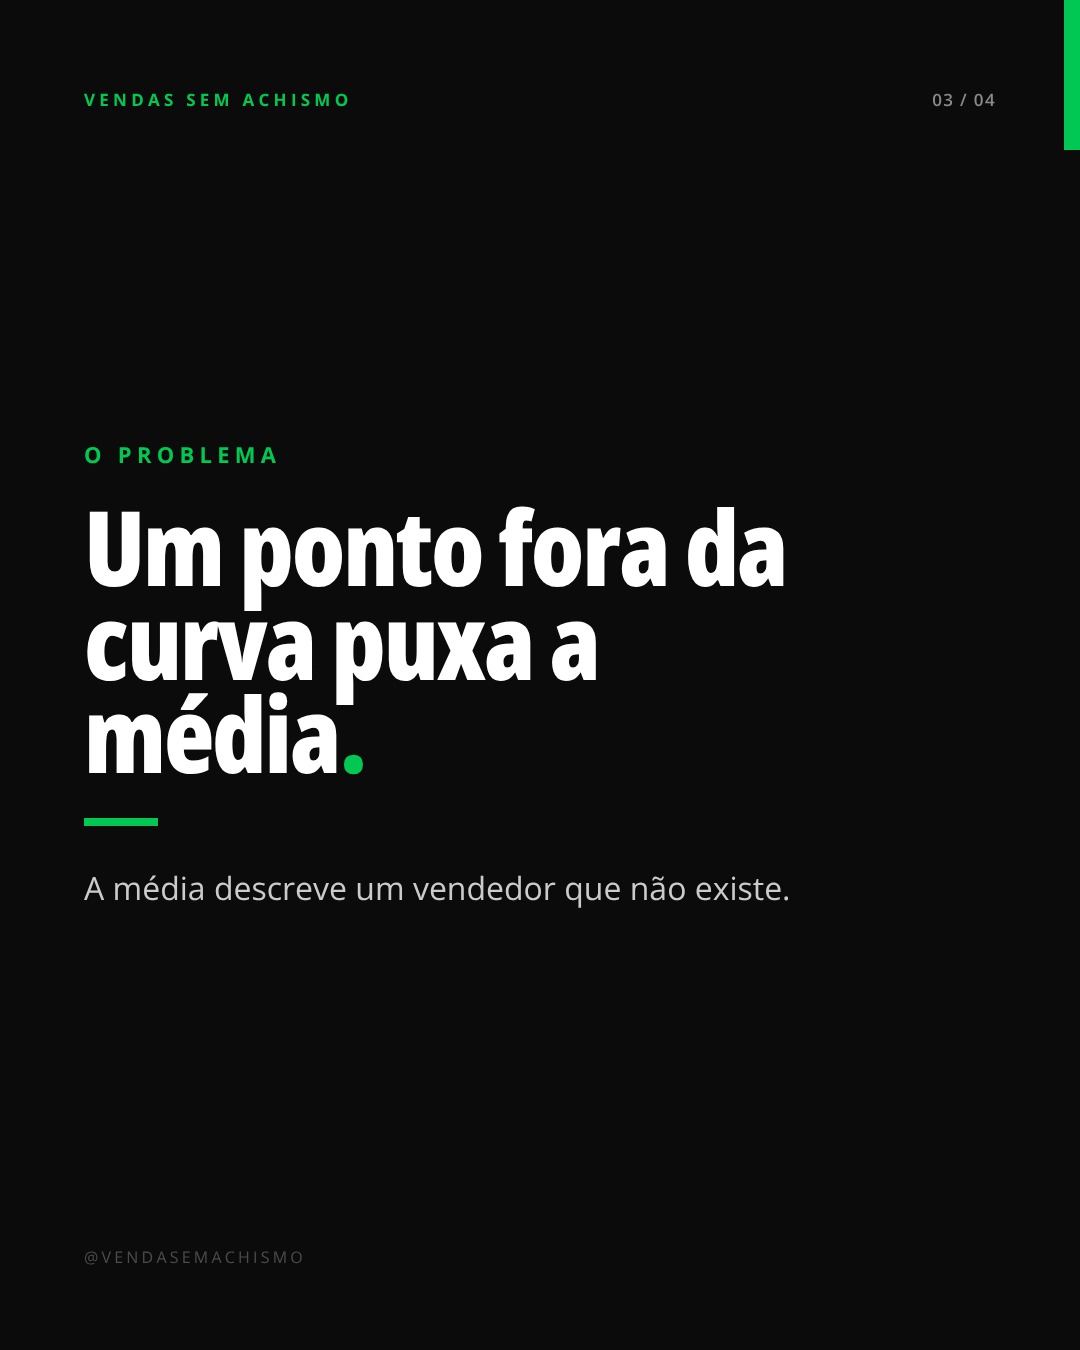 VENDAS SEM ACHISMO
03 / 04
O PROBLEMA
Um ponto fora da
curva puxa a
média.
A média descreve um vendedor que não existe.
@VENDASEMACHISMO